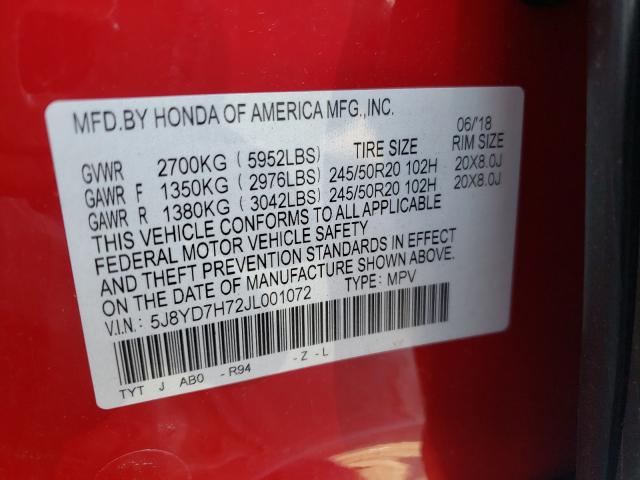 MFD.BY HONDA OF AMERICA MFG.,INC.
06/18
GVWR 2700KG (5952LBS) TIRE SIZE RIM SIZE
GAWR F 1350KG (2976LBS) 245/50R20 102H 20X8.0J
GAWR R 1380KG (3042LBS) 245/50R20 102H 20X8.0J
THIS VEHICLE CONFORMS TO ALL APPLICABLE
FEDERAL MOTOR VEHICLE SAFETY
AND THEFT PREVENTION STANDARDS IN EFFECT
ON THE DATE OF MANUFACTURE SHOWN ABOVE.
V.I.N.: 5J8YD7H72JL001072 TYPE: MPV
TYT J AB0 -R94 -Z-L